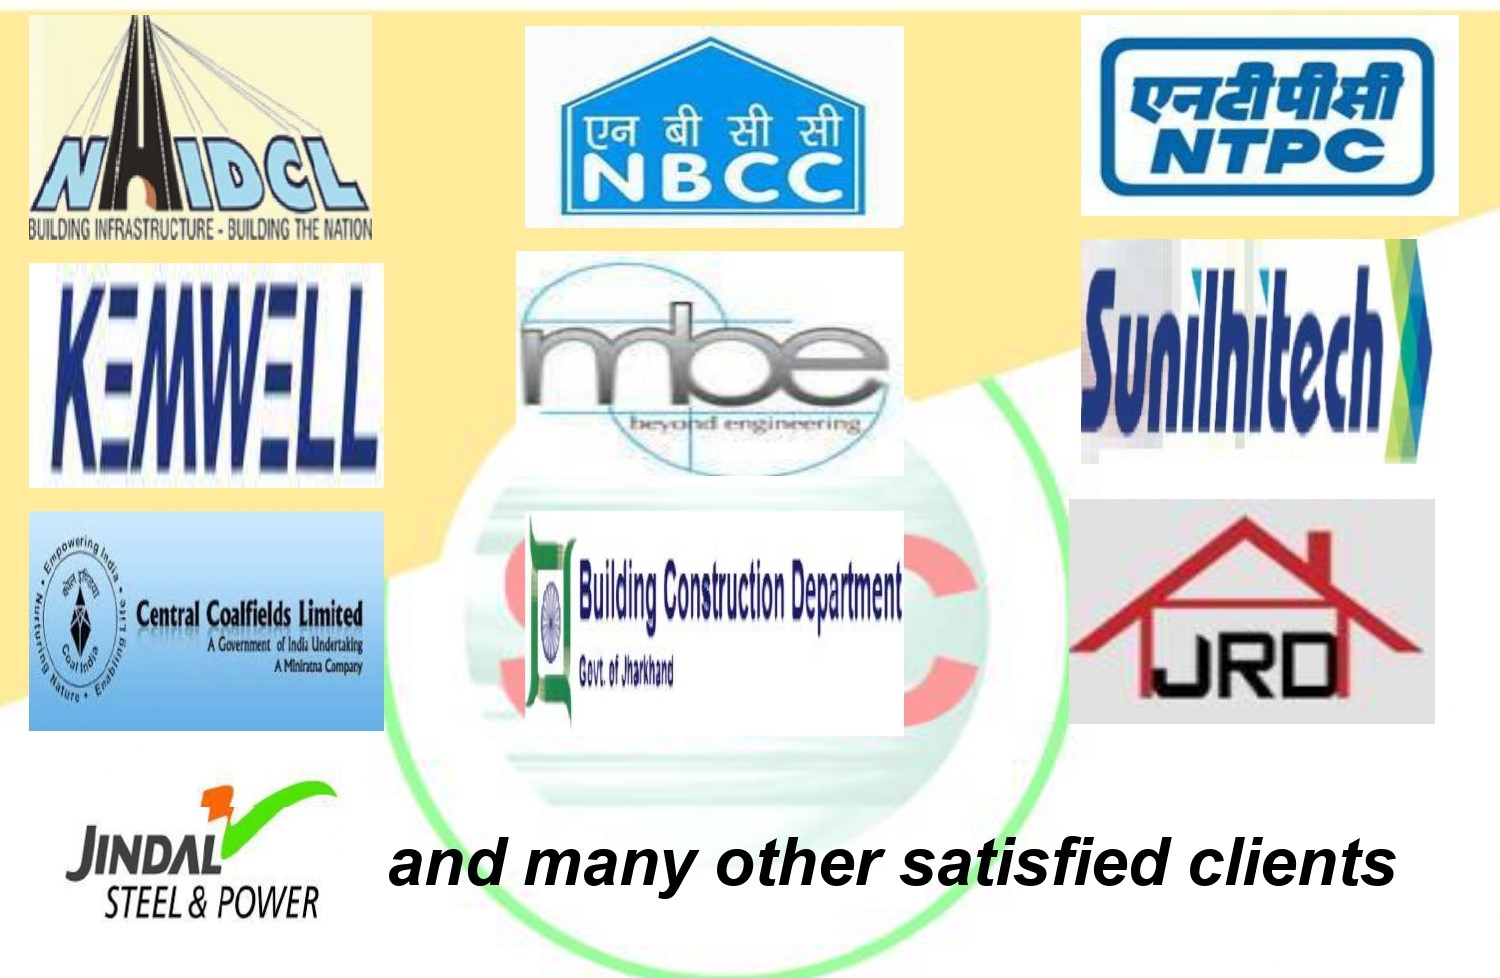 NHIDCL
BUILDING INFRASTRUCTURE - BUILDING THE NATION
एन बी सी सी
NBCC
एनटीपीसी
NTPC
KEMWELL
mbe
beyond engineering
Sunilhitech
Empowering India • Enabling Life • Nurturing Nature •
कोल इण्डिया
Coal India
Central Coalfields Limited
A Government of India Undertaking
A Miniratna Company
Building Construction Department
Govt. of Jharkhand
JRD
S C
JINDAL
STEEL & POWER
and many other satisfied clients